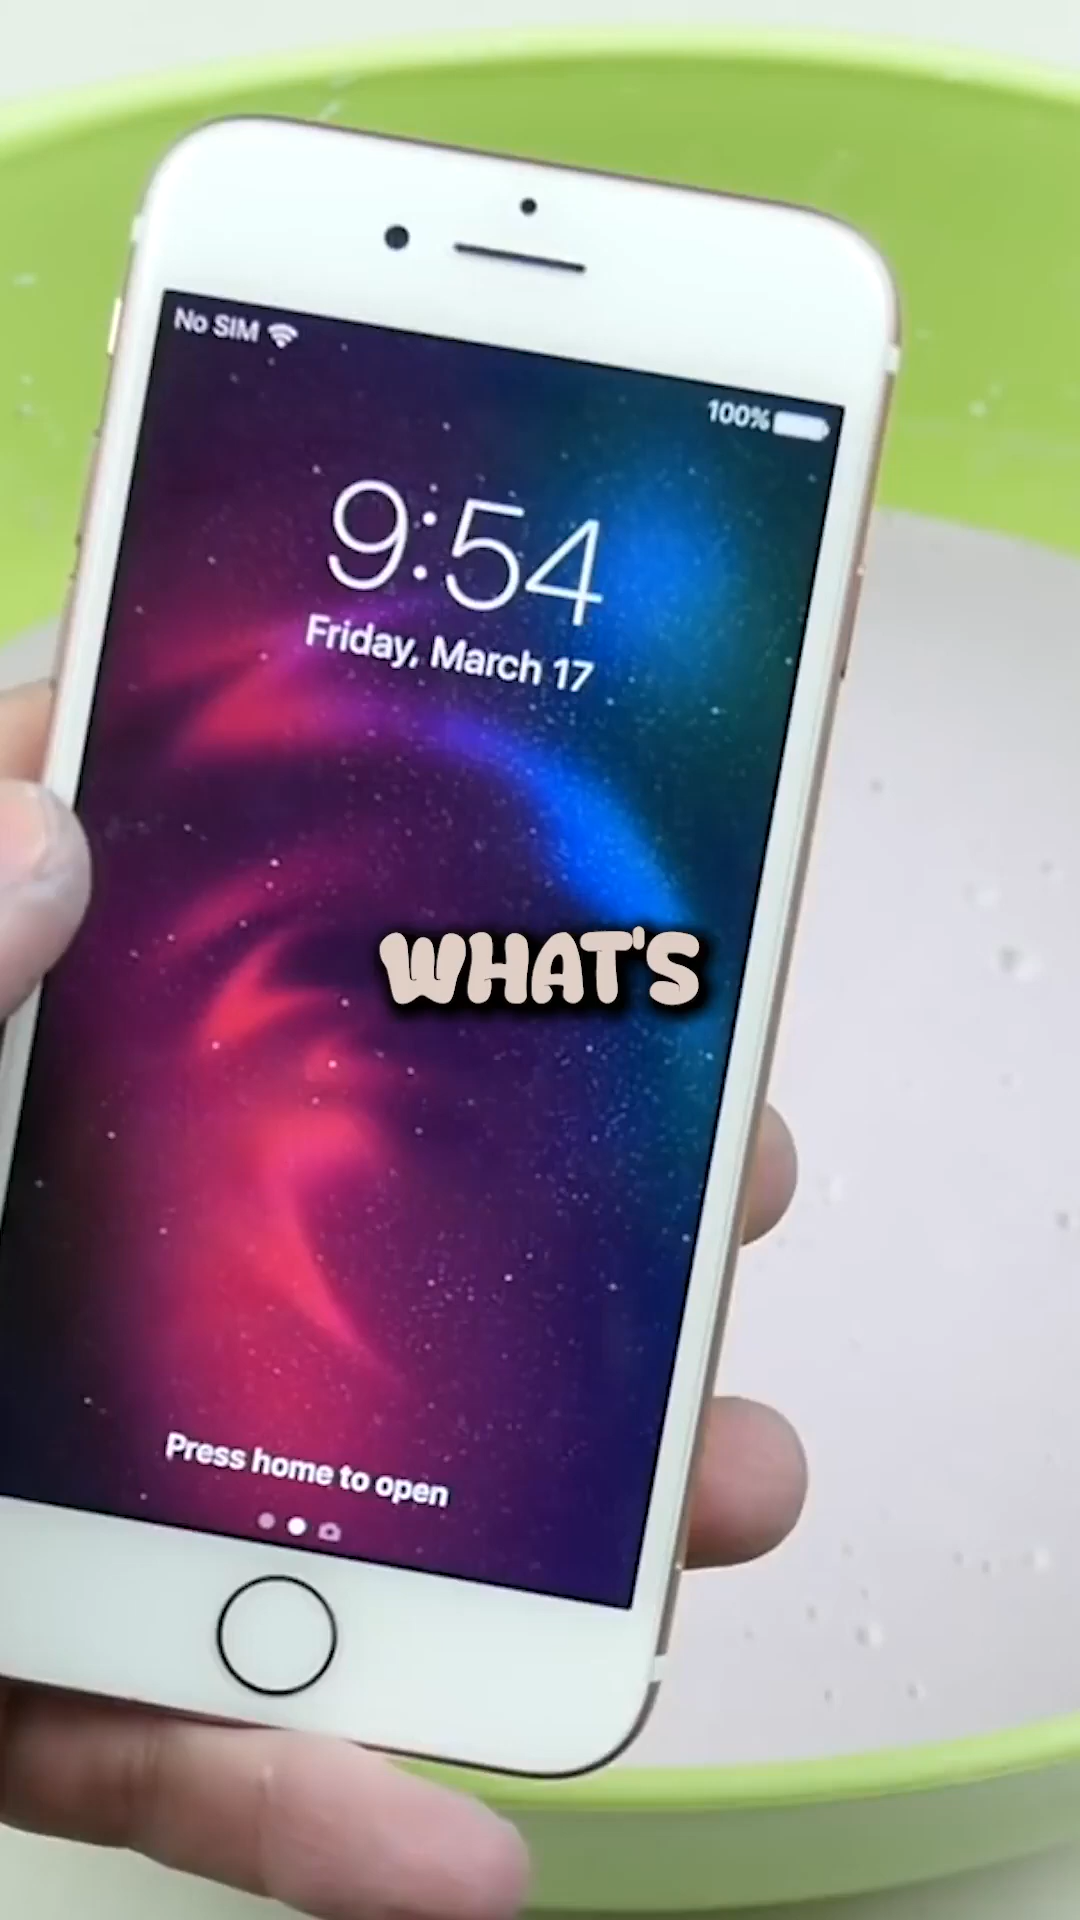 No SIM
100%
9:54
Friday, March 17
WHAT'S
Press home to open